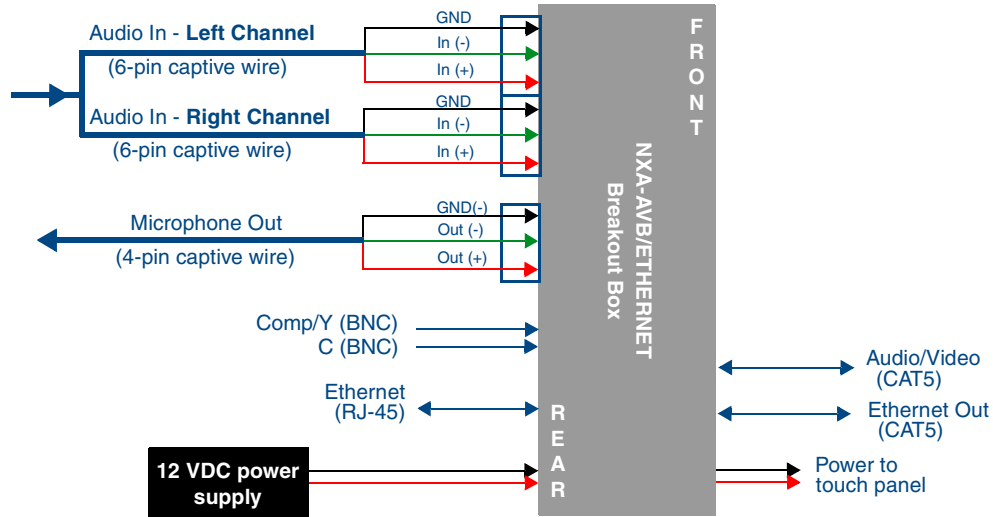 Audio In - Left Channel
(6-pin captive wire)
GND
In (-)
In (+)
Audio In - Right Channel
(6-pin captive wire)
GND
In (-)
In (+)
Microphone Out
(4-pin captive wire)
GND(-)
Out (-)
Out (+)
Comp/Y (BNC)
C (BNC)
Ethernet
(RJ-45)
12 VDC power
supply
REAR
NXA-AVB/ETHERNET
Breakout Box
FRONT
Audio/Video
(CAT5)
Ethernet Out
(CAT5)
Power to
touch panel